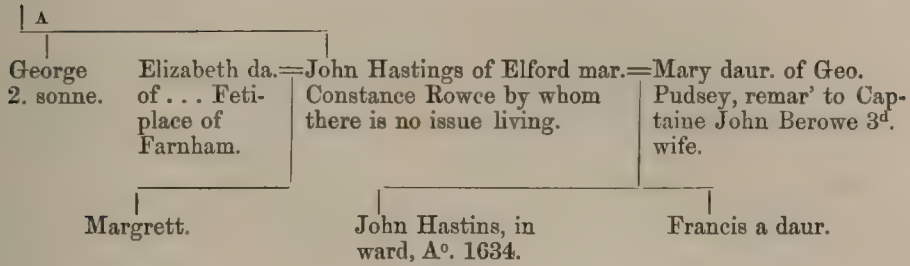 A
George
2. sonne.
Elizabeth da.=
of . . . Feti-
place of
Farnham.
John Hastings of Elford mar.=
Constance Rowce by whom
there is no issue living.
Mary daur. of Geo.
Pudsey, remar' to Cap-
taine John Berowe 3d.
wife.
Margrett.
John Hastins, in
ward, Ao. 1634.
Francis a daur.